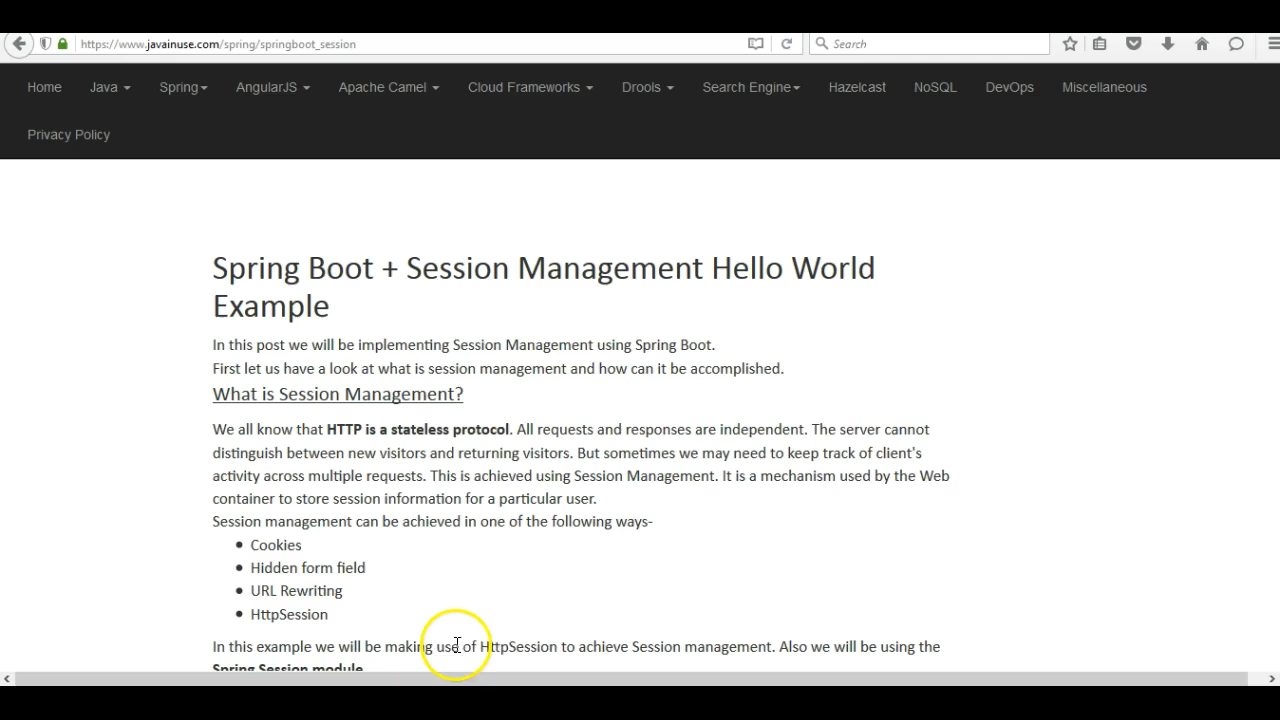 https://www.javainuse.com/spring/springboot_session
Search
Home Java Spring AngularJS Apache Camel Cloud Frameworks Drools Search Engine Hazelcast NoSQL DevOps Miscellaneous
Privacy Policy
Spring Boot + Session Management Hello World
Example
In this post we will be implementing Session Management using Spring Boot.
First let us have a look at what is session management and how can it be accomplished.
What is Session Management?
We all know that HTTP is a stateless protocol. All requests and responses are independent. The server cannot
distinguish between new visitors and returning visitors. But sometimes we may need to keep track of client's
activity across multiple requests. This is achieved using Session Management. It is a mechanism used by the Web
container to store session information for a particular user.
Session management can be achieved in one of the following ways-
Cookies
Hidden form field
URL Rewriting
HttpSession
In this example we will be making use of HttpSession to achieve Session management. Also we will be using the
Spring Session module